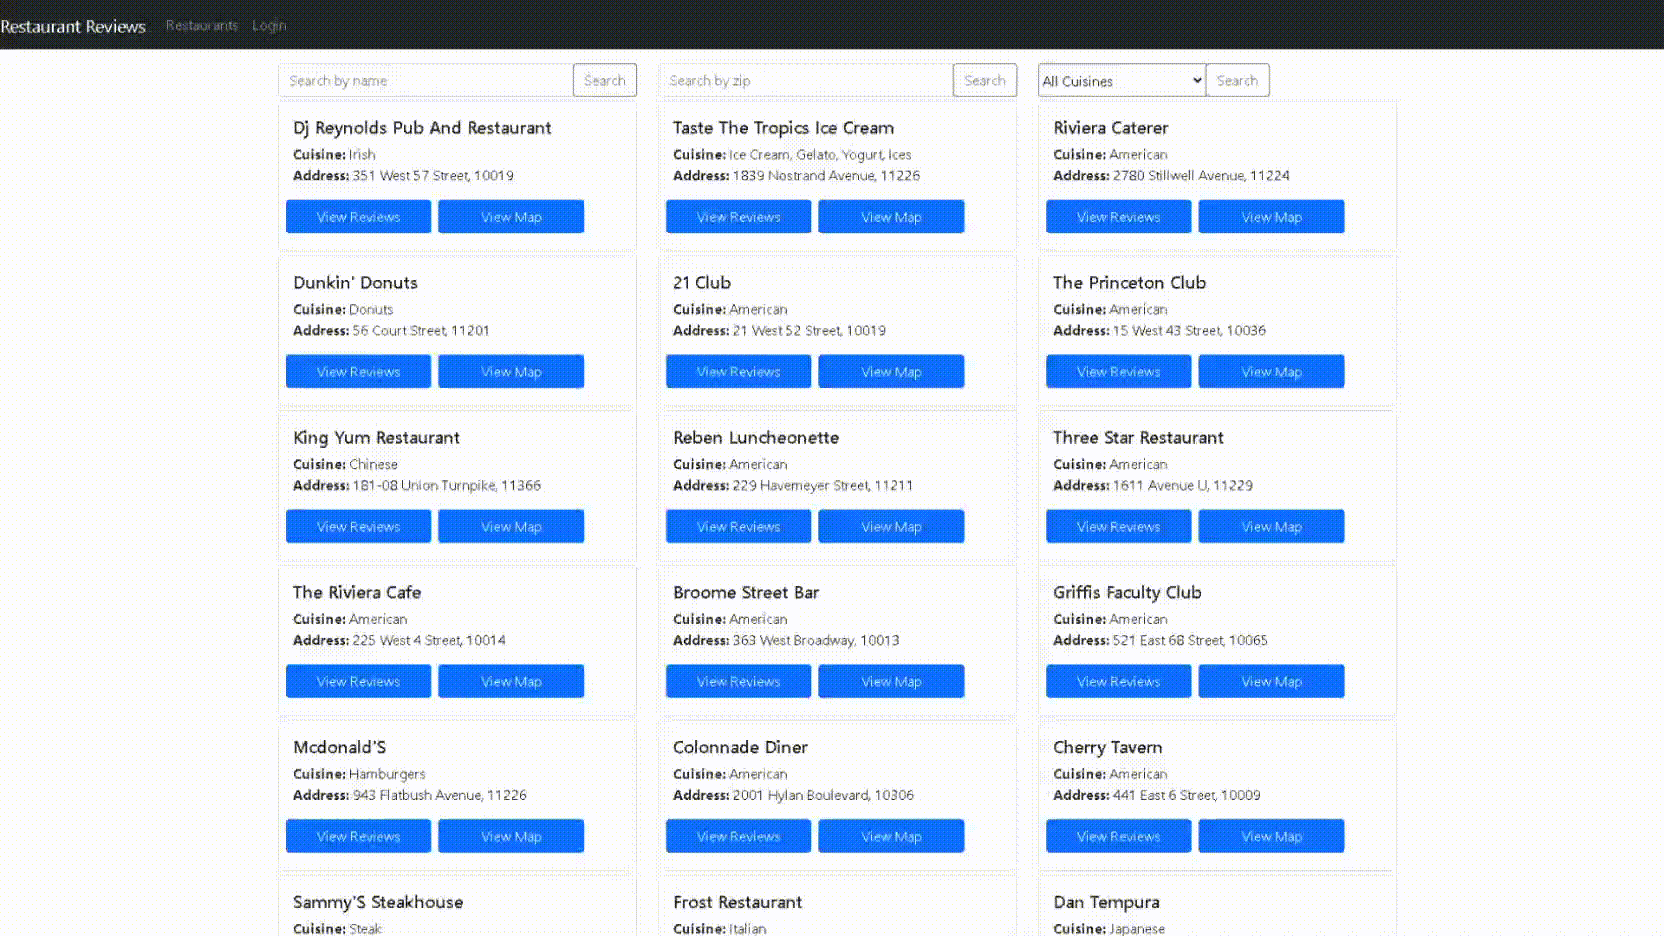 Restaurant Reviews Restaurants Login
Search by name Search Search by zip Search All Cuisines Search
Dj Reynolds Pub And Restaurant
Cuisine: Irish
Address: 351 West 57 Street, 10019
View Reviews View Map
Taste The Tropics Ice Cream
Cuisine: Ice Cream, Gelato, Yogurt, Ices
Address: 1839 Nostrand Avenue, 11226
View Reviews View Map
Riviera Caterer
Cuisine: American
Address: 2780 Stillwell Avenue, 11224
View Reviews View Map
Dunkin' Donuts
Cuisine: Donuts
Address: 56 Court Street, 11201
View Reviews View Map
21 Club
Cuisine: American
Address: 21 West 52 Street, 10019
View Reviews View Map
The Princeton Club
Cuisine: American
Address: 15 West 43 Street, 10036
View Reviews View Map
King Yum Restaurant
Cuisine: Chinese
Address: 181-08 Union Turnpike, 11366
View Reviews View Map
Reben Luncheonette
Cuisine: American
Address: 229 Havemeyer Street, 11211
View Reviews View Map
Three Star Restaurant
Cuisine: American
Address: 1611 Avenue U, 11229
View Reviews View Map
The Riviera Cafe
Cuisine: American
Address: 225 West 4 Street, 10014
View Reviews View Map
Broome Street Bar
Cuisine: American
Address: 363 West Broadway, 10013
View Reviews View Map
Griffis Faculty Club
Cuisine: American
Address: 521 East 68 Street, 10065
View Reviews View Map
Mcdonald'S
Cuisine: Hamburgers
Address: 943 Flatbush Avenue, 11226
View Reviews View Map
Colonnade Diner
Cuisine: American
Address: 2001 Hylan Boulevard, 10306
View Reviews View Map
Cherry Tavern
Cuisine: American
Address: 441 East 6 Street, 10009
View Reviews View Map
Sammy'S Steakhouse
Cuisine: Steak
Frost Restaurant
Cuisine: Italian
Dan Tempura
Cuisine: Japanese